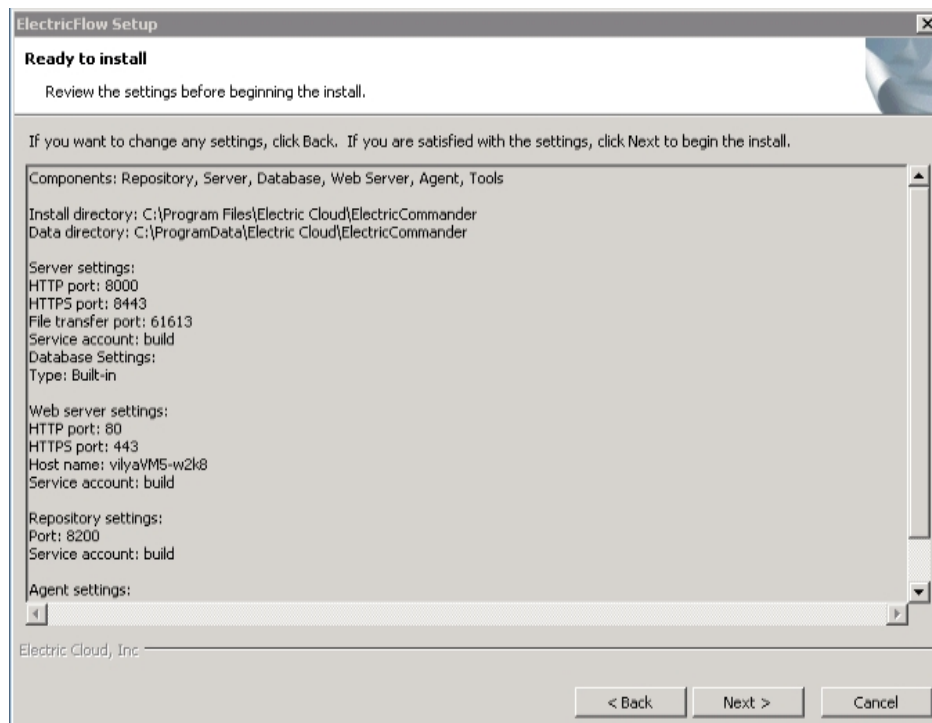 ElectricFlow Setup
Ready to install
Review the settings before beginning the install.
If you want to change any settings, click Back.  If you are satisfied with the settings, click Next to begin the install.
Components: Repository, Server, Database, Web Server, Agent, Tools
Install directory: C:\Program Files\Electric Cloud\ElectricCommander
Data directory: C:\ProgramData\Electric Cloud\ElectricCommander
Server settings:
HTTP port: 8000
HTTPS port: 8443
File transfer port: 61613
Service account: build
Database Settings:
Type: Built-in
Web server settings:
HTTP port: 80
HTTPS port: 443
Host name: vilyaVM5-w2k8
Service account: build
Repository settings:
Port: 8200
Service account: build
Agent settings:
Electric Cloud, Inc
< Back
Next >
Cancel